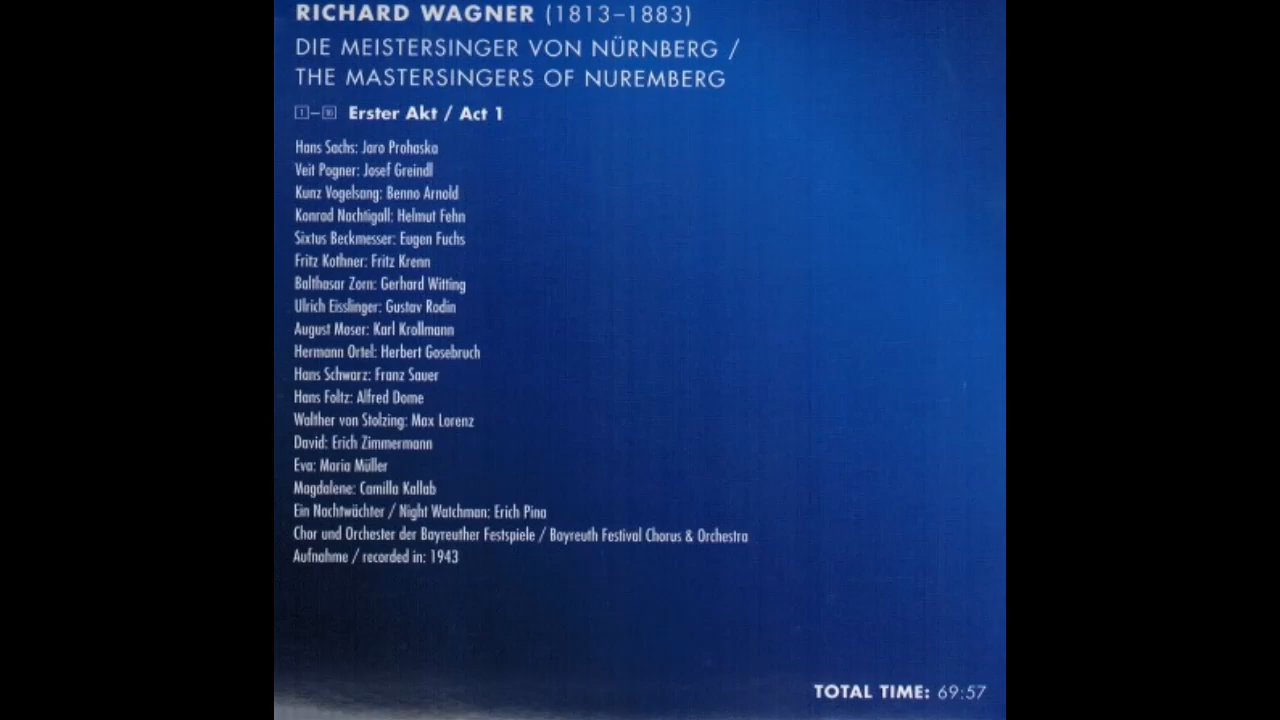 RICHARD WAGNER (1813–1883)
DIE MEISTERSINGER VON NÜRNBERG /
THE MASTERSINGERS OF NUREMBERG
1–16 Erster Akt / Act 1
Hans Sachs: Jaro Prohaska
Veit Pogner: Josef Greindl
Kunz Vogelsang: Benno Arnold
Konrad Nachtigall: Helmut Fehn
Sixtus Beckmesser: Eugen Fuchs
Fritz Kothner: Fritz Krenn
Balthasar Zorn: Gerhard Witting
Ulrich Eisslinger: Gustav Rodin
August Moser: Karl Krollmann
Hermann Ortel: Herbert Gosebruch
Hans Schwarz: Franz Sauer
Hans Foltz: Alfred Dome
Walther von Stolzing: Max Lorenz
David: Erich Zimmermann
Eva: Maria Müller
Magdalene: Camilla Kallab
Ein Nachtwächter / Night Watchman: Erich Pina
Chor und Orchester der Bayreuther Festspiele / Bayreuth Festival Chorus & Orchestra
Aufnahme / recorded in: 1943
TOTAL TIME: 69:57